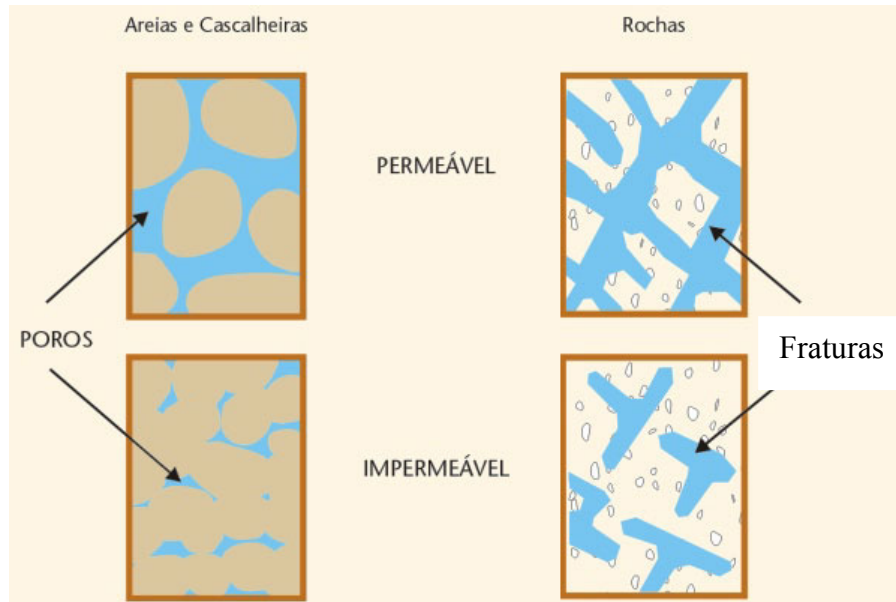 Areias e Cascalheiras
Rochas
PERMEÁVEL
POROS
Fraturas
IMPERMEÁVEL